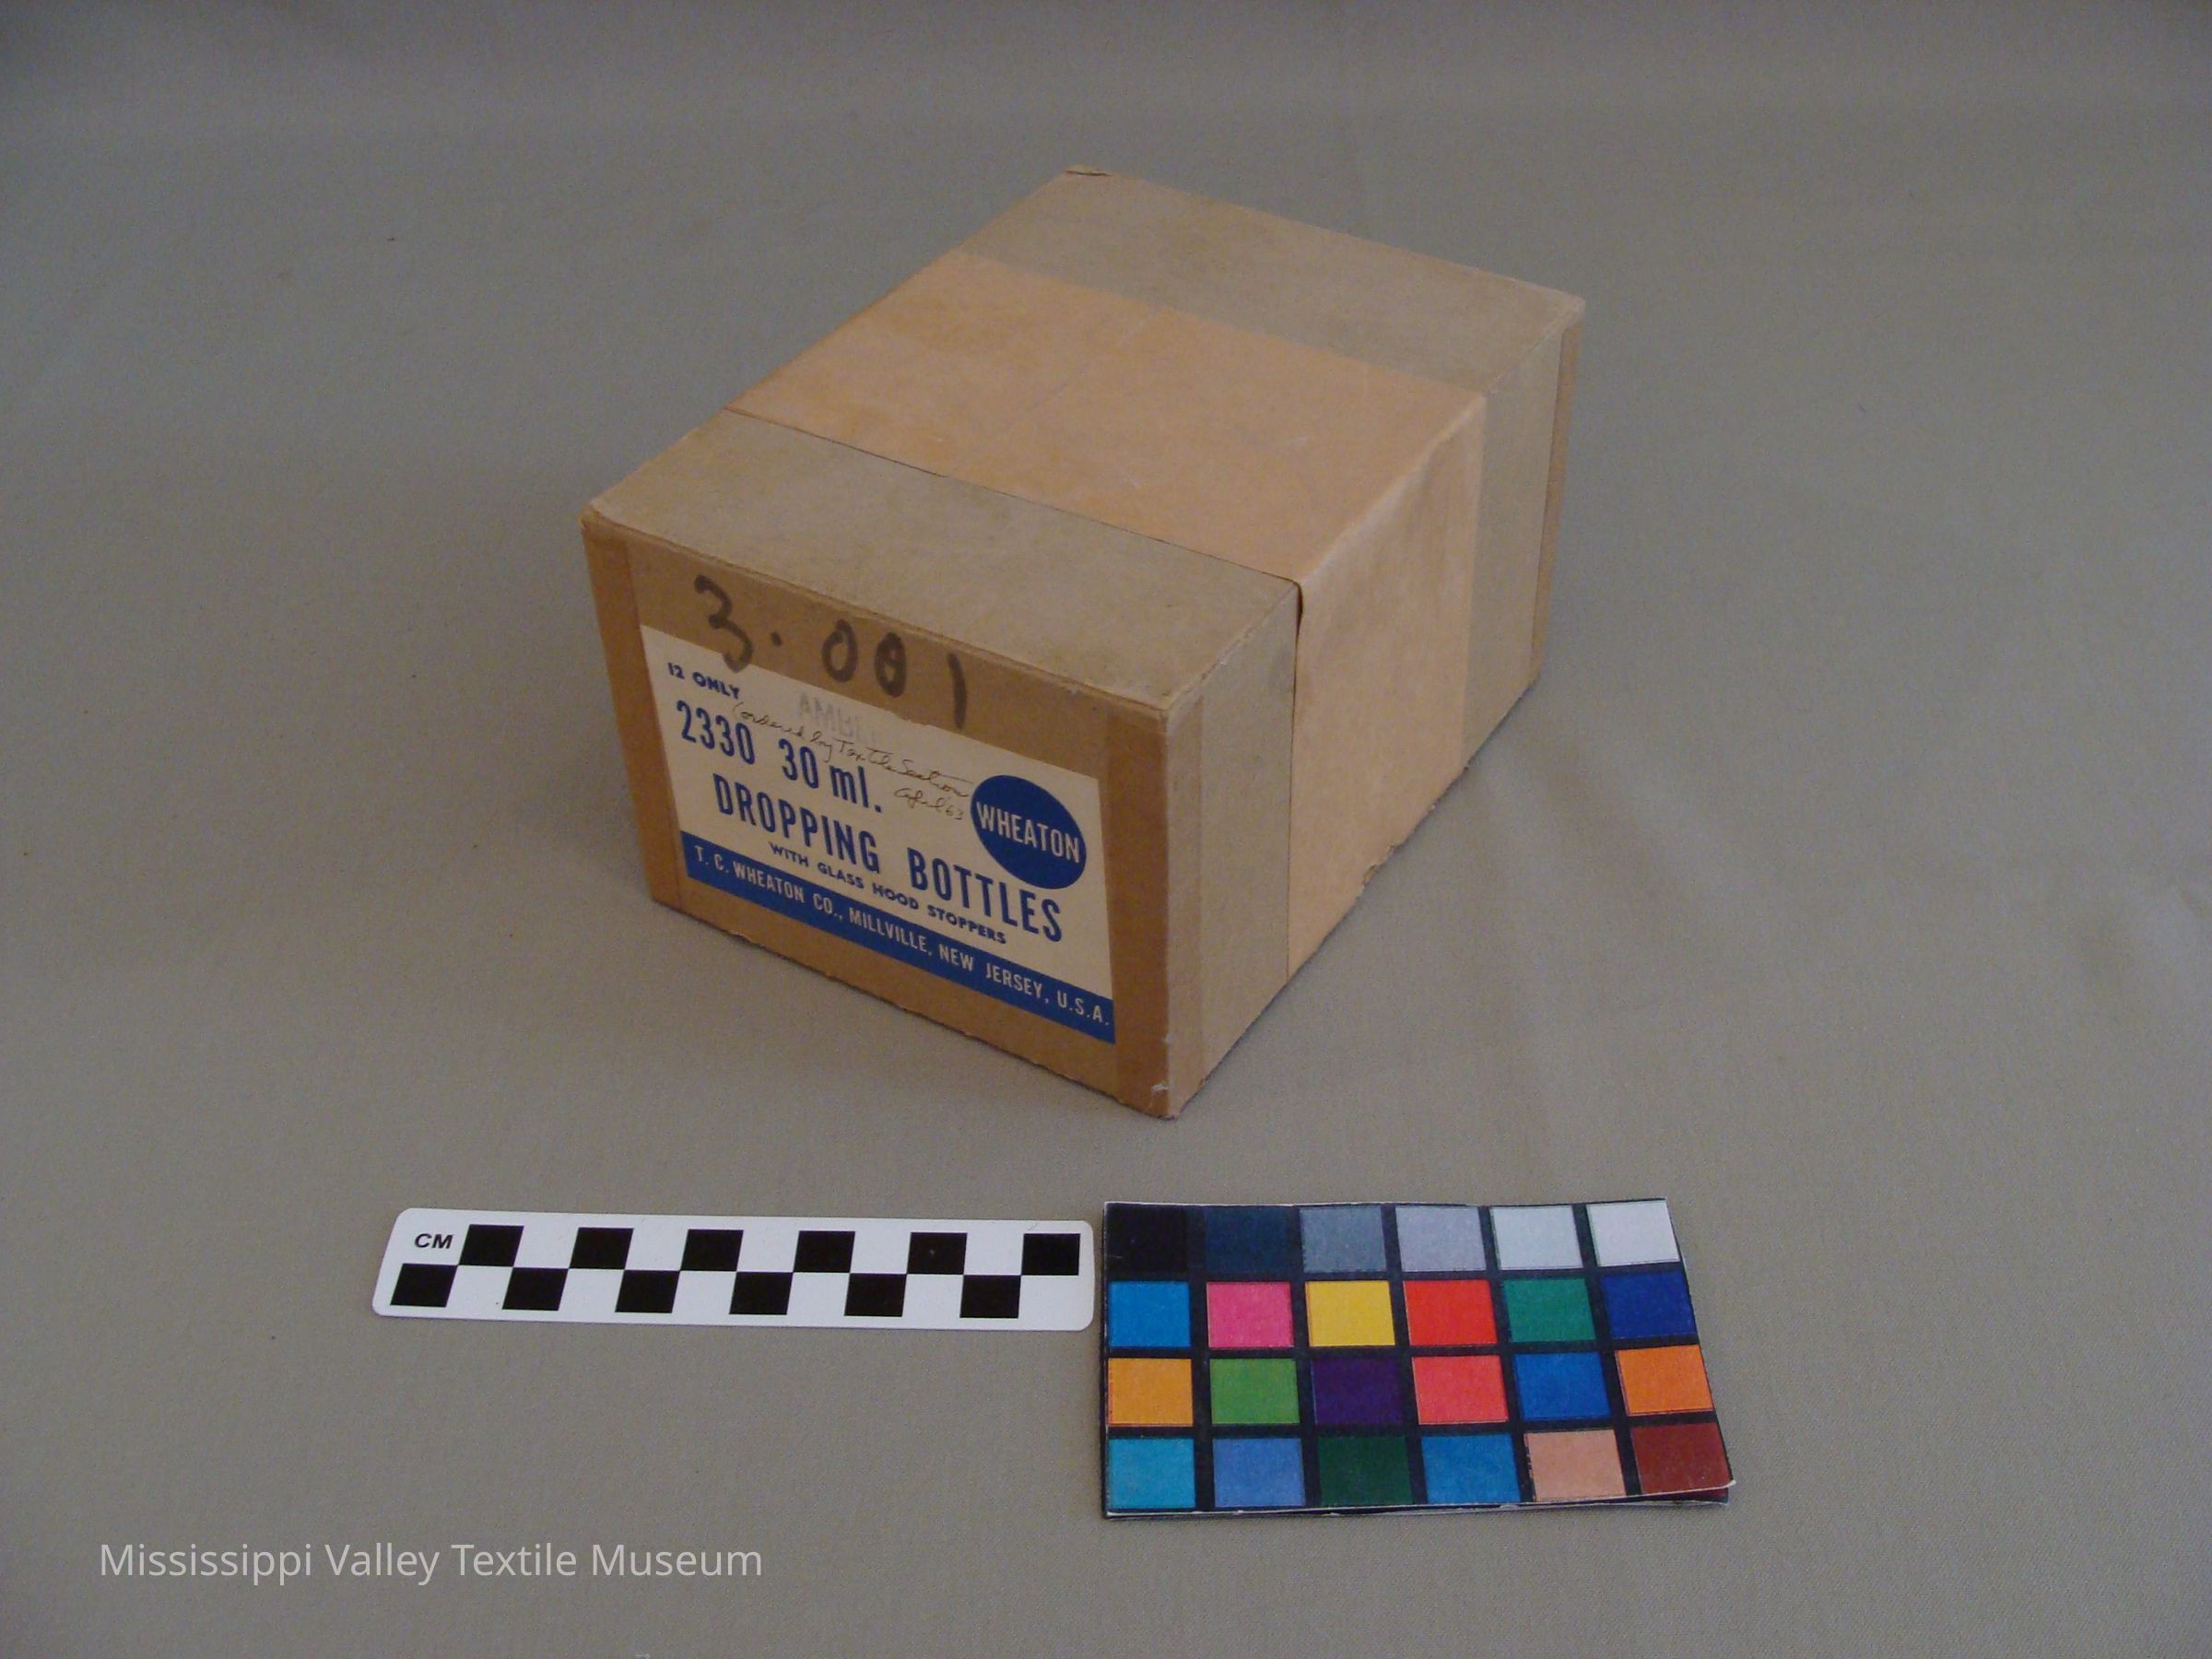 3.001
12 ONLY
AMBE
(ordered by Textile Section
April 63
2330 30 ml.
WHEATON
DROPPING BOTTLES
WITH GLASS HOOD STOPPERS
T. C. WHEATON CO., MILLVILLE, NEW JERSEY, U.S.A.
CM
Mississippi Valley Textile Museum